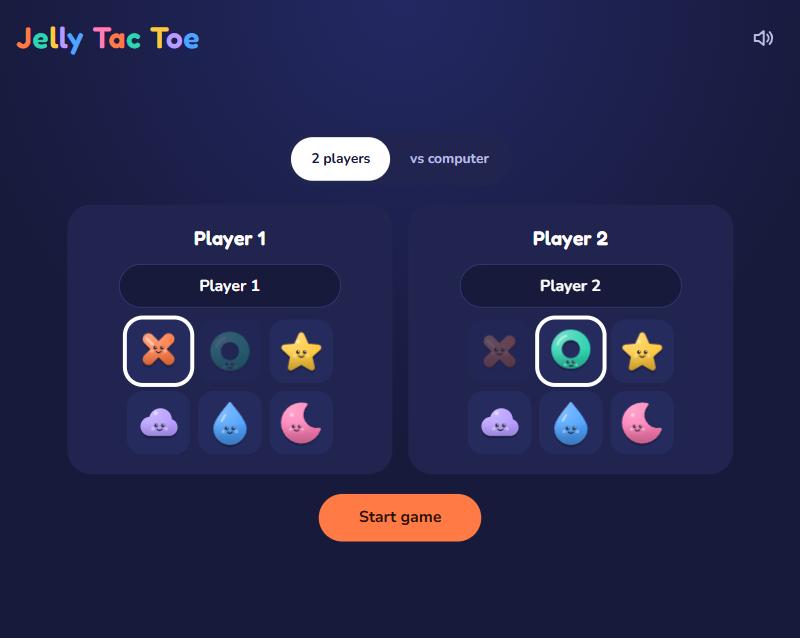 Jelly Tac Toe
2 players
vs computer
Player 1
Player 2
Player 1
Player 2
Start game